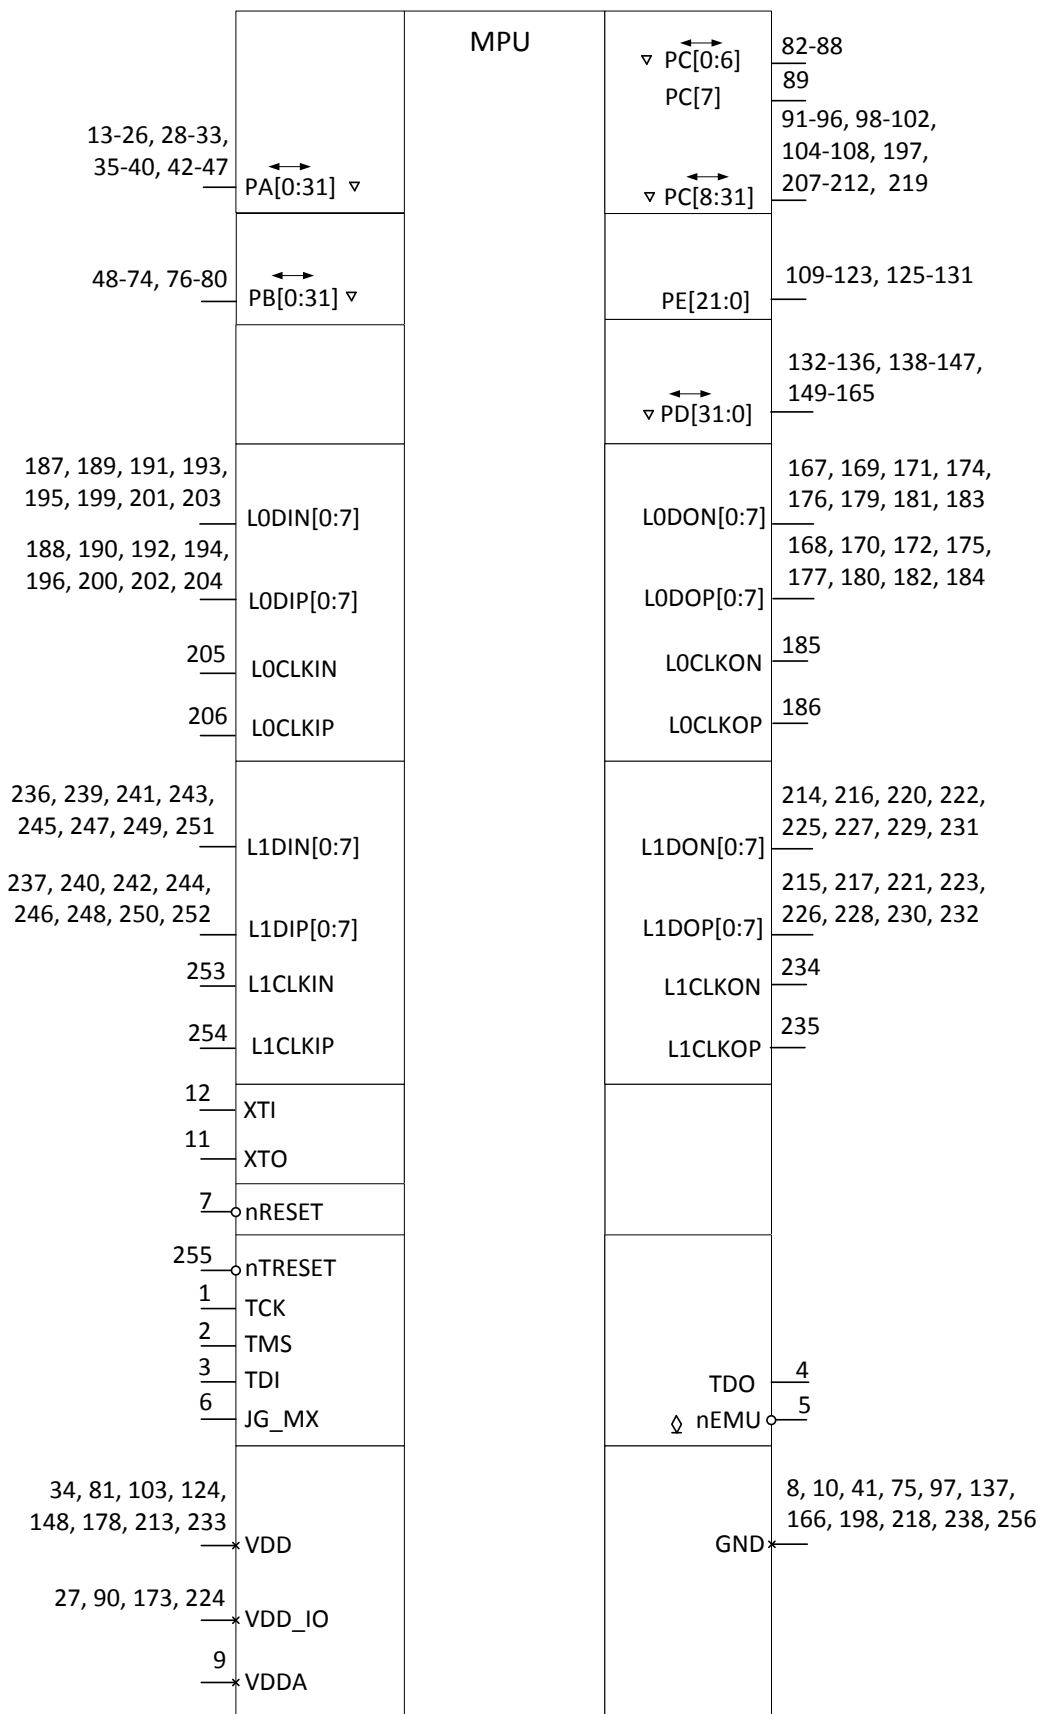 MPU
13-26, 28-33,
35-40, 42-47
PA[0:31]
48-74, 76-80
PB[0:31]
187, 189, 191, 193,
195, 199, 201, 203
L0DIN[0:7]
188, 190, 192, 194,
196, 200, 202, 204
L0DIP[0:7]
205
L0CLKIN
206
L0CLKIP
236, 239, 241, 243,
245, 247, 249, 251
L1DIN[0:7]
237, 240, 242, 244,
246, 248, 250, 252
L1DIP[0:7]
253
L1CLKIN
254
L1CLKIP
12
XTI
11
XTO
7
nRESET
255
nTRESET
1
TCK
2
TMS
3
TDI
6
JG_MX
34, 81, 103, 124,
148, 178, 213, 233
VDD
27, 90, 173, 224
VDD_IO
9
VDDA
82-88
PC[0:6]
89
PC[7]
91-96, 98-102,
104-108, 197,
207-212, 219
PC[8:31]
109-123, 125-131
PE[21:0]
132-136, 138-147,
149-165
PD[31:0]
167, 169, 171, 174,
176, 179, 181, 183
L0DON[0:7]
168, 170, 172, 175,
177, 180, 182, 184
L0DOP[0:7]
185
L0CLKON
186
L0CLKOP
214, 216, 220, 222,
225, 227, 229, 231
L1DON[0:7]
215, 217, 221, 223,
226, 228, 230, 232
L1DOP[0:7]
234
L1CLKON
235
L1CLKOP
4
TDO
5
nEMU
8, 10, 41, 75, 97, 137,
166, 198, 218, 238, 256
GND